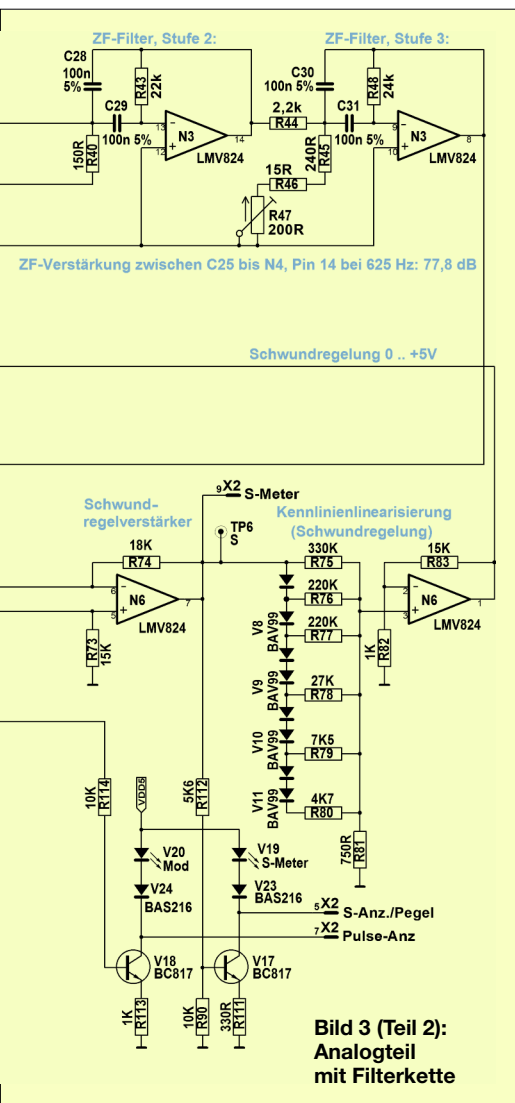 ZF-Filter, Stufe 2:
ZF-Filter, Stufe 3:
C28
100n
5%
R43
22k
C29
100n 5%
13
12
14
N3
LMV824
150R
R40
2,2k
R44
C30
100n
5%
R48
24k
C31
100n 5%
9
10
8
N3
LMV824
240R
R45
15R
R46
R47
200R
ZF-Verstärkung zwischen C25 bis N4, Pin 14 bei 625 Hz: 77,8 dB
Schwundregelung 0 .. +5V
9 X2
S-Meter
Schwund-
regelverstärker
Kennlinienlinearisierung
(Schwundregelung)
TP6
S
18K
R74
6
5
7
N6
LMV824
R73
15K
330K
R75
220K
R76
220K
R77
27K
R78
7K5
R79
4K7
R80
V8
BAV99
V9
BAV99
V10
BAV99
V11
BAV99
750R
R81
15K
R83
2
3
1
N6
LMV824
1K
R82
10K
R114
VDD5
5K6
R112
V20
Mod
V19
S-Meter
V24
BAS216
V23
BAS216
5 X2
S-Anz./Pegel
7 X2
Pulse-Anz
V18
BC817
V17
BC817
1K
R113
10K
R90
330R
R111
Bild 3 (Teil 2):
Analogteil
mit Filterkette